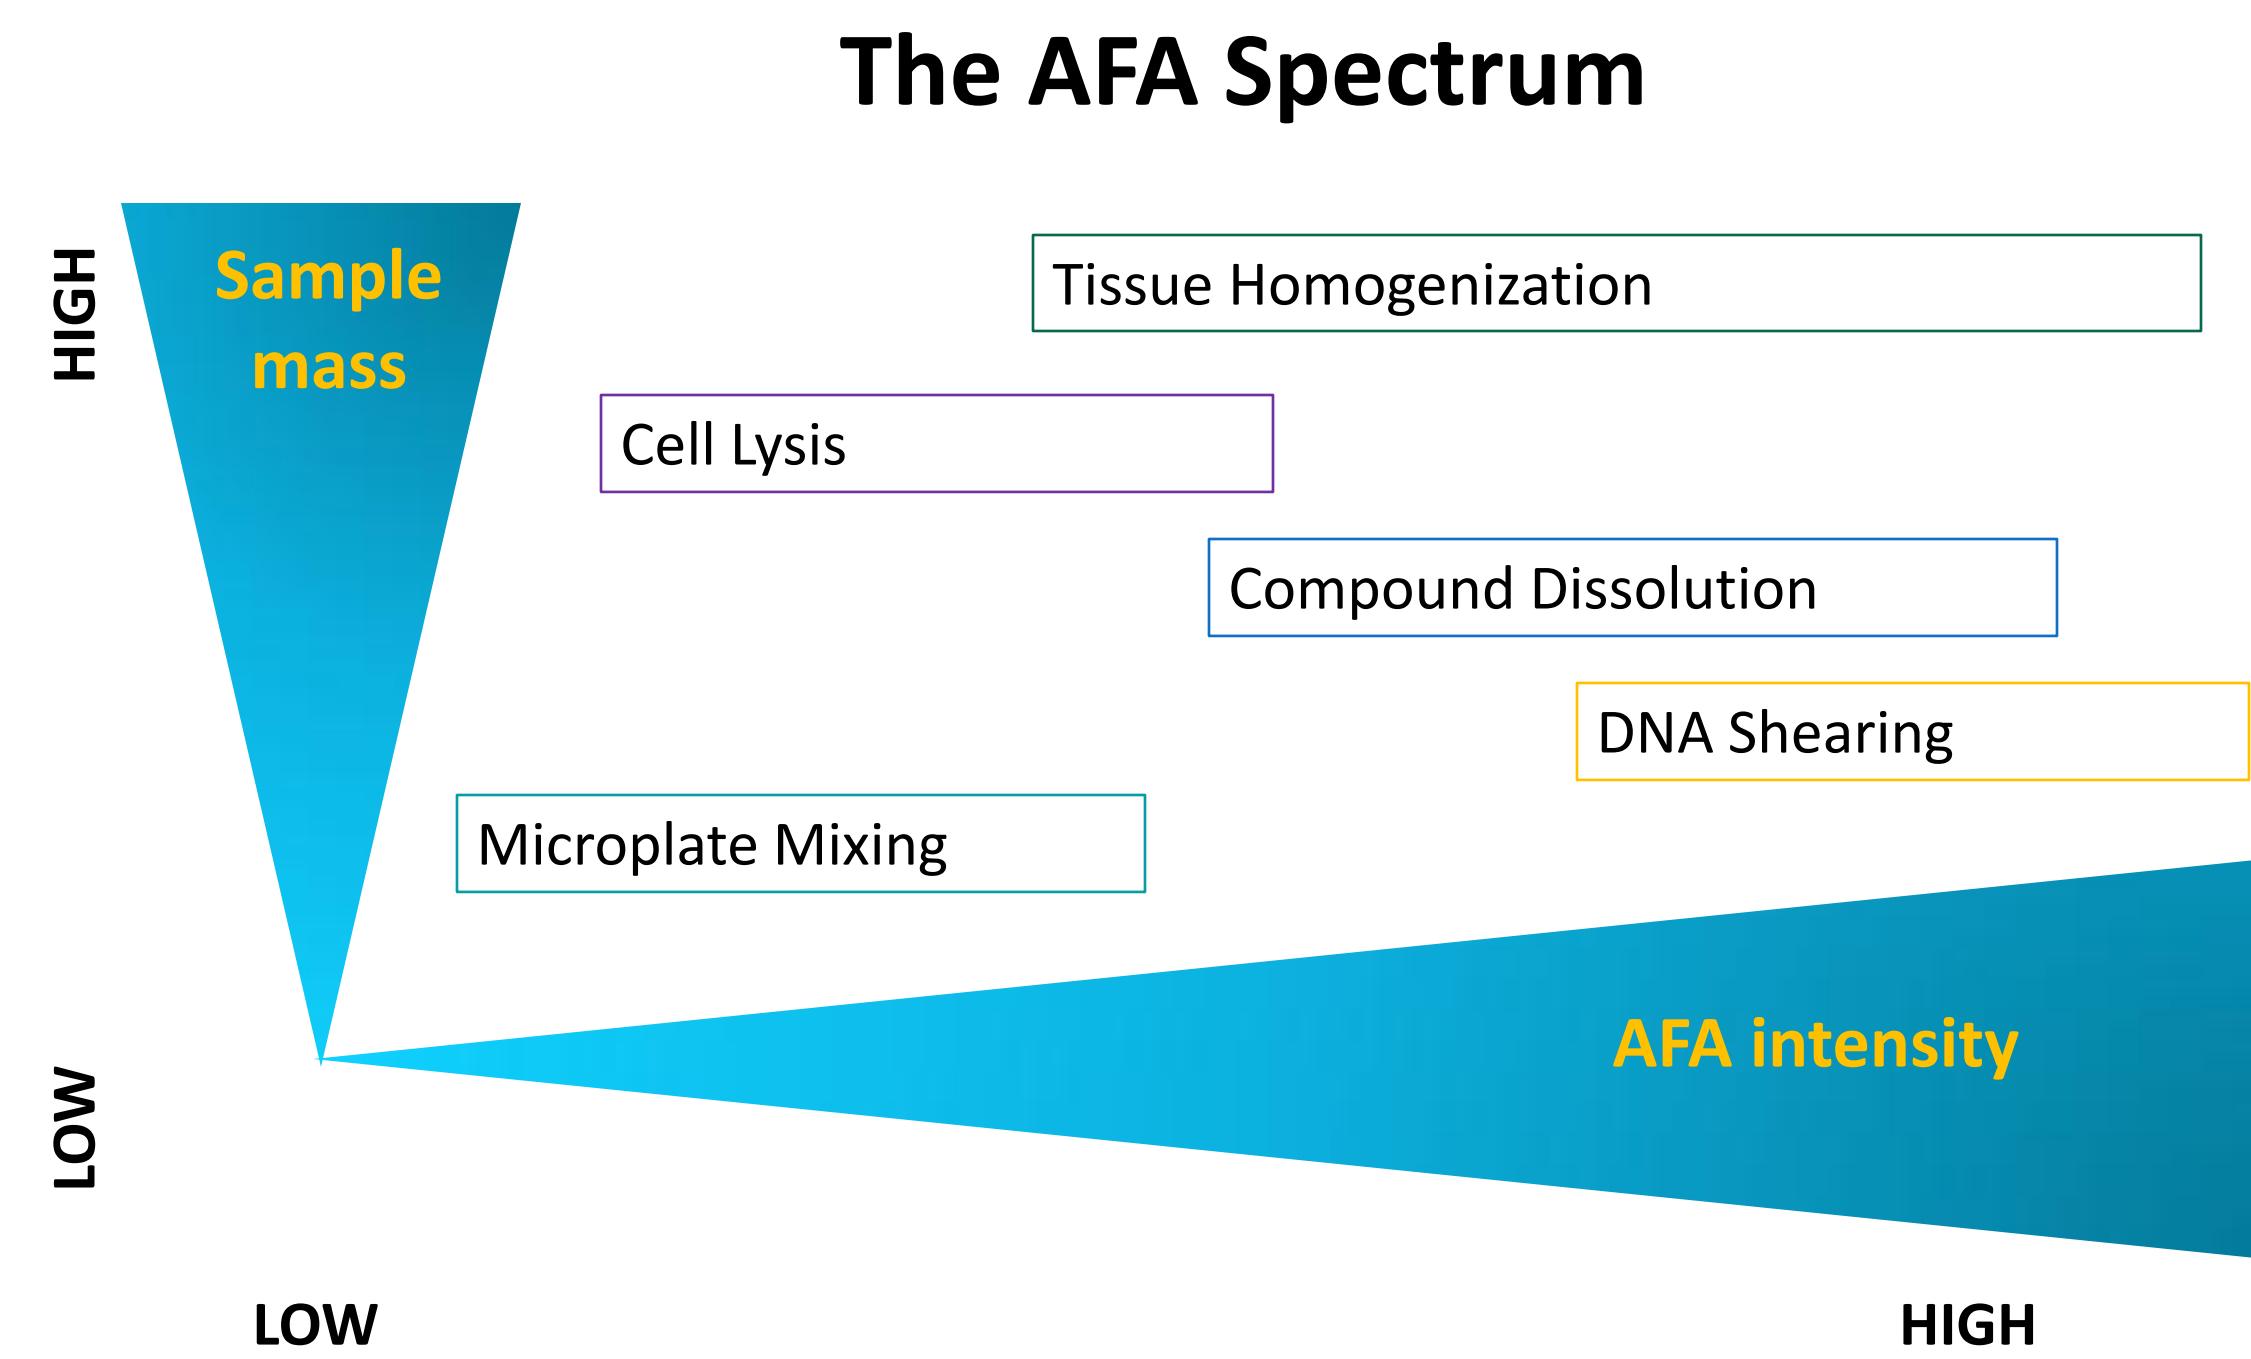 The AFA Spectrum
HIGH
Sample
mass
Tissue Homogenization
Cell Lysis
Compound Dissolution
DNA Shearing
Microplate Mixing
AFA intensity
LOW
LOW
HIGH